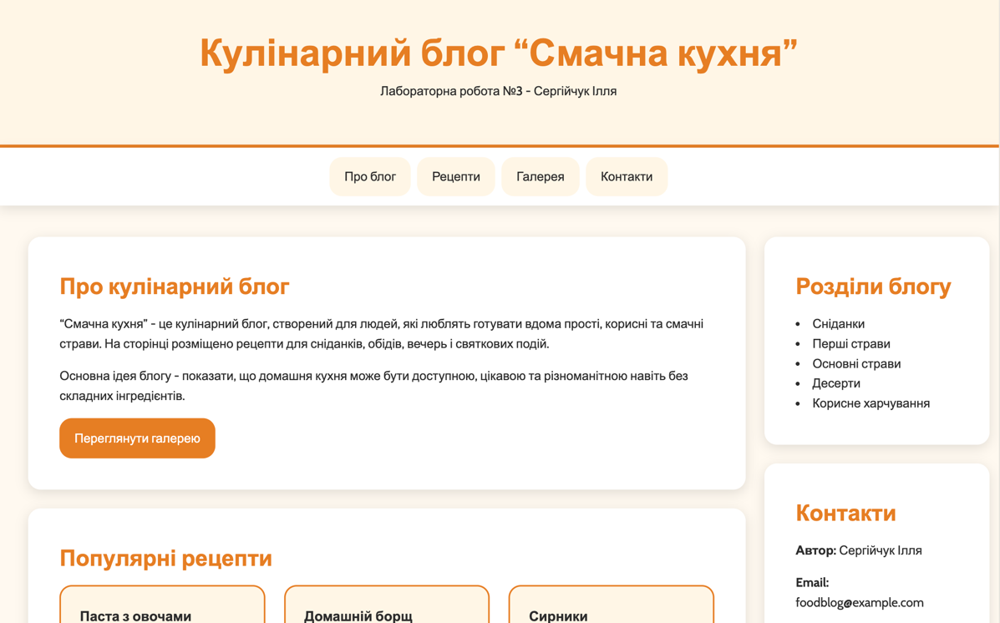 Кулінарний блог “Смачна кухня”
Лабораторна робота №3 - Сергійчук Ілля
Про блог
Рецепти
Галерея
Контакти
Про кулінарний блог
“Смачна кухня” - це кулінарний блог, створений для людей, які люблять готувати вдома прості, корисні та смачні
страви. На сторінці розміщено рецепти для сніданків, обідів, вечерь і святкових подій.
Основна ідея блогу - показати, що домашня кухня може бути доступною, цікавою та різноманітною навіть без
складних інгредієнтів.
Переглянути галерею
Популярні рецепти
Паста з овочами
Домашній борщ
Сирники
Розділи блогу
Сніданки
Перші страви
Основні страви
Десерти
Корисне харчування
Контакти
Автор: Сергійчук Ілля
Email:
foodblog@example.com